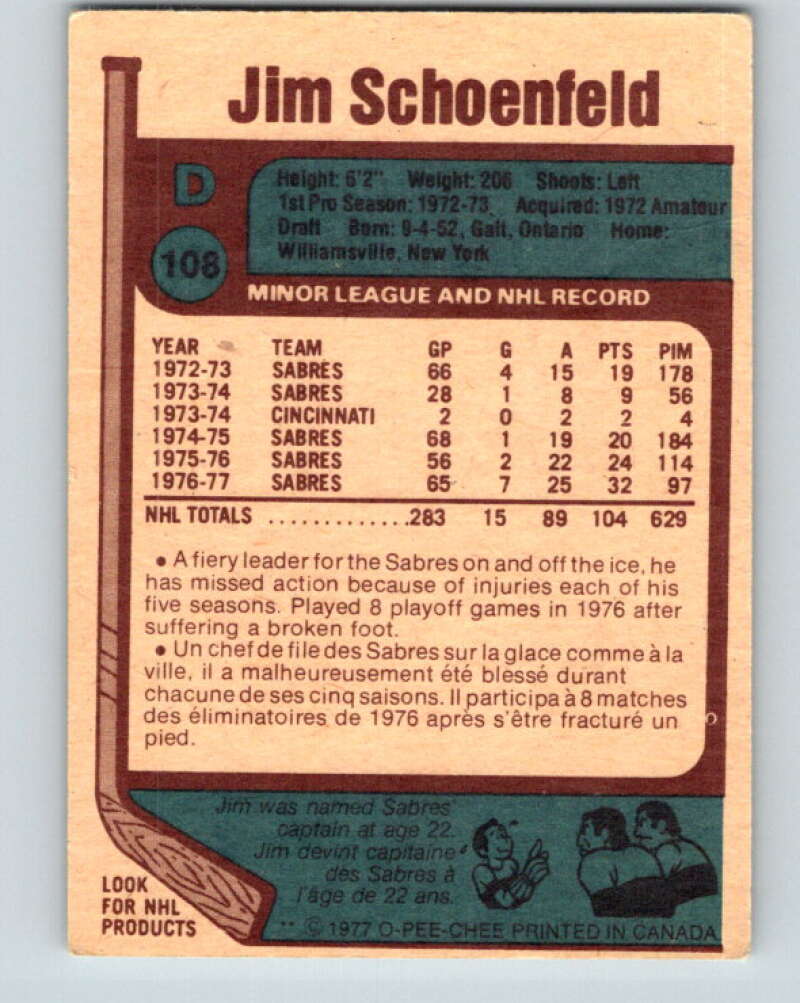 Jim Schoenfeld
D
Height: 6'2" Weight: 206 Shoots: Left
1st Pro Season: 1972-73 Acquired: 1972 Amateur
Draft Born: 9-4-52, Galt, Ontario Home:
Williamsville, New York
108
MINOR LEAGUE AND NHL RECORD
YEAR TEAM GP G A PTS PIM
1972-73 SABRES 66 4 15 19 178
1973-74 SABRES 28 1 8 9 56
1973-74 CINCINNATI 2 0 2 2 4
1974-75 SABRES 68 1 19 20 184
1975-76 SABRES 56 2 22 24 114
1976-77 SABRES 65 7 25 32 97
NHL TOTALS .............283 15 89 104 629
• A fiery leader for the Sabres on and off the ice, he
has missed action because of injuries each of his
five seasons. Played 8 playoff games in 1976 after
suffering a broken foot.
• Un chef de file des Sabres sur la glace comme à la
ville, il a malheureusement été blessé durant
chacune de ses cinq saisons. Il participa à 8 matches
des éliminatoires de 1976 après s'être fracturé un
pied.
Jim was named Sabres'
captain at age 22.
Jim devint capitaine
des Sabres à
l'âge de 22 ans.
LOOK
FOR NHL
PRODUCTS
** © 1977 O-PEE-CHEE PRINTED IN CANADA